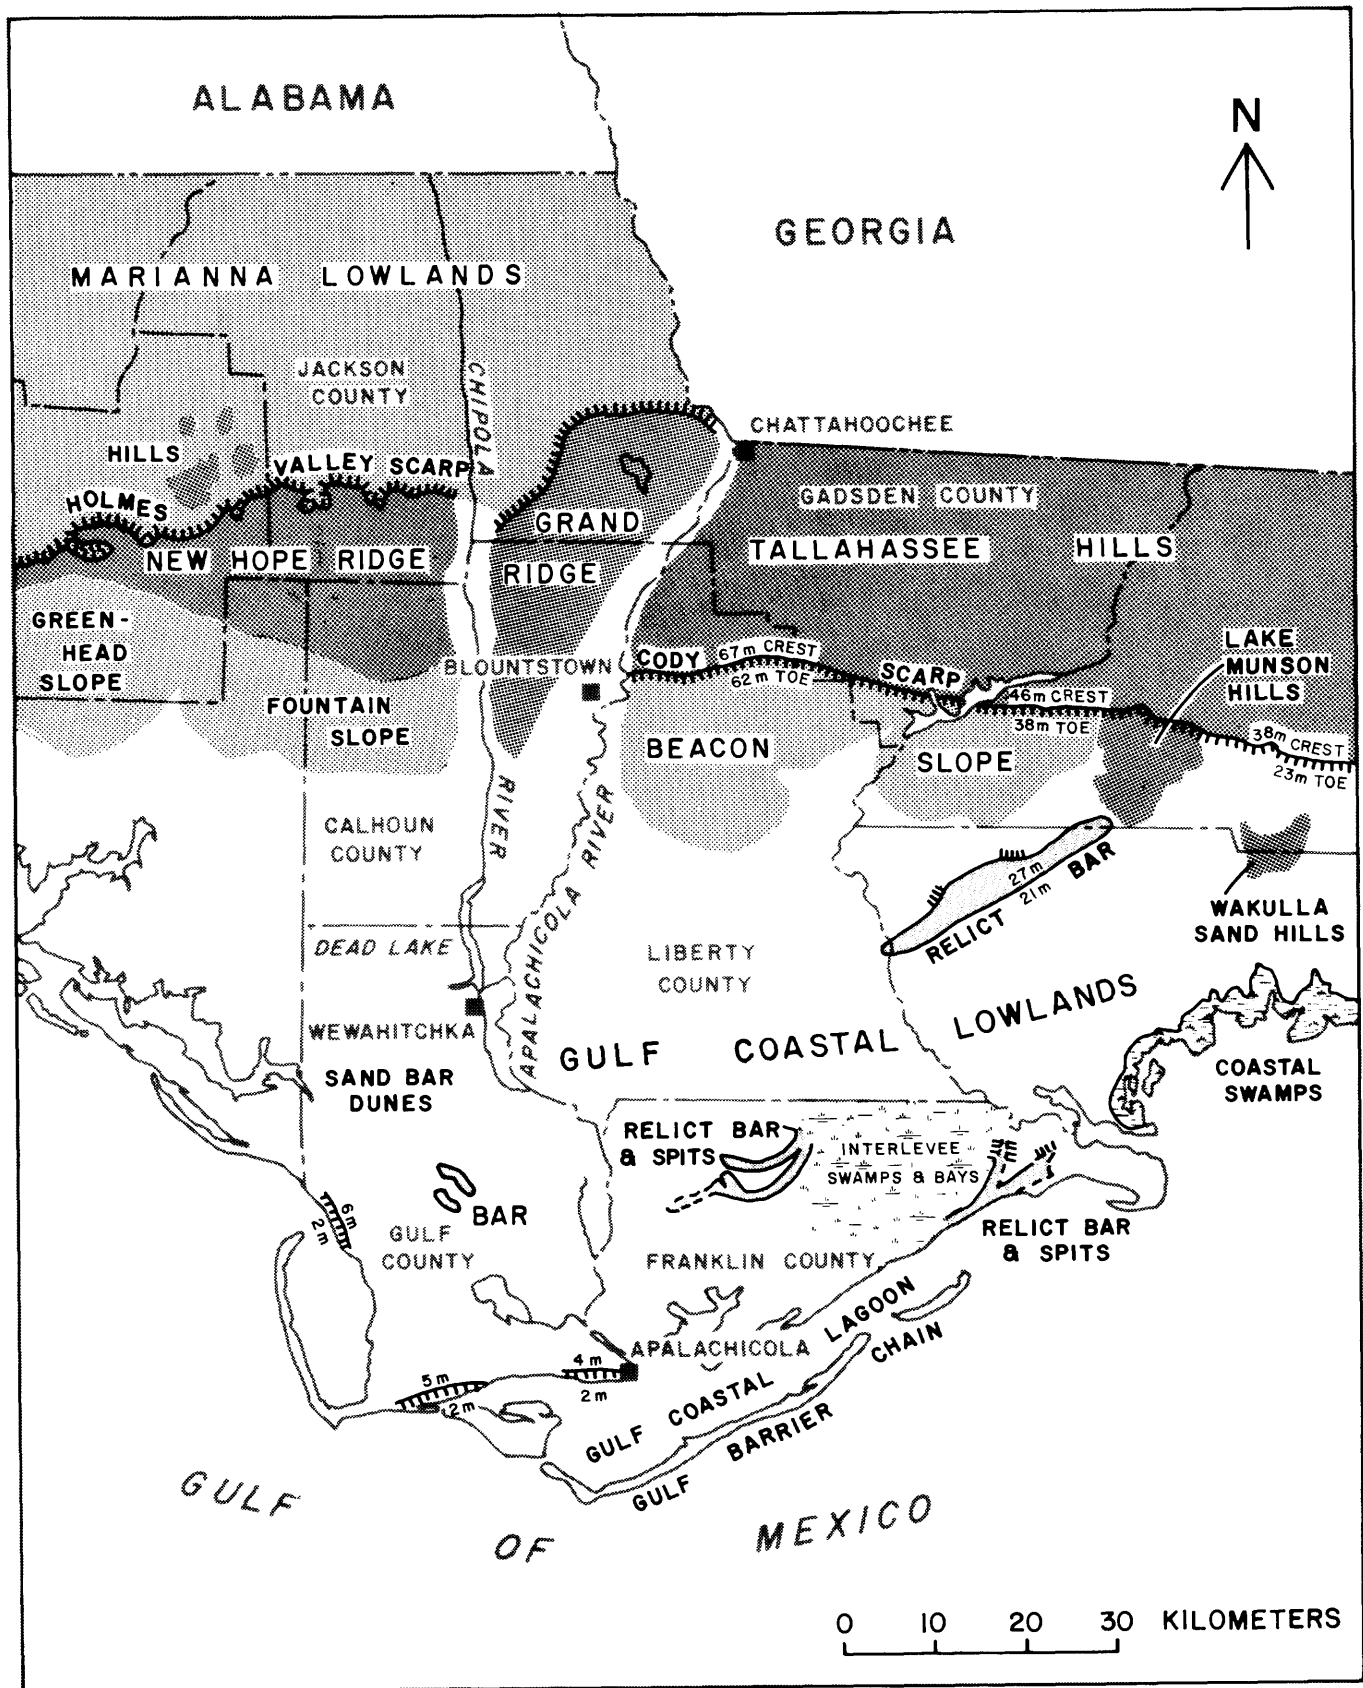 ALABAMA
N
GEORGIA
MARIANNA LOWLANDS
JACKSON
COUNTY
CHIPOLA
CHATTAHOOCHEE
HILLS
VALLEY SCARP
HOLMES
GADSDEN COUNTY
GRAND
RIDGE
NEW HOPE RIDGE
TALLAHASSEE HILLS
GREEN-
HEAD
SLOPE
LAKE
MUNSON
HILLS
BLOUNTSTOWN
CODY
67m CREST
62m TOE
SCARP
46m CREST
38m TOE
38m CREST
23m TOE
FOUNTAIN
SLOPE
BEACON
SLOPE
RIVER
APALACHICOLA RIVER
CALHOUN
COUNTY
27m
21m
RELICT BAR
WAKULLA
SAND HILLS
DEAD LAKE
LIBERTY
COUNTY
WEWAHITCHKA
GULF COASTAL LOWLANDS
SAND BAR
DUNES
COASTAL
SWAMPS
RELICT BAR
& SPITS
INTERLEVEE
SWAMPS & BAYS
BAR
6m
2m
GULF
COUNTY
RELICT BAR
& SPITS
FRANKLIN COUNTY
APALACHICOLA
4m
2m
5m
2m
GULF COASTAL LAGOON
GULF BARRIER CHAIN
GULF OF MEXICO
0 10 20 30 KILOMETERS